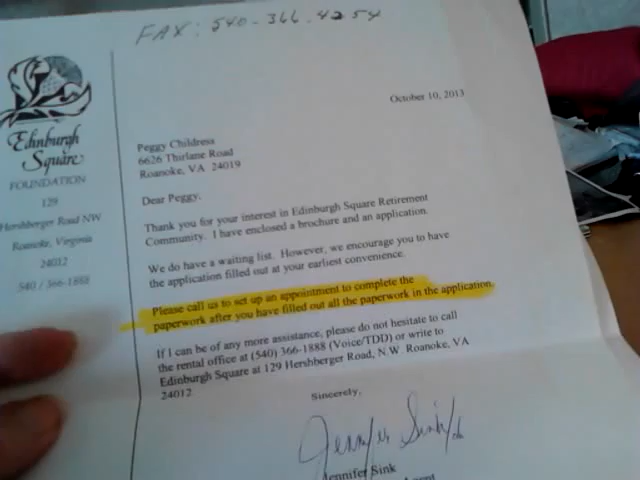 FAX: 540-366-4254
Edinburgh
Square
FOUNDATION
129
Hershberger Road NW
Roanoke, Virginia
24012
540 / 366-1888
October 10, 2013
Peggy Childress
6626 Thirlane Road
Roanoke, VA 24019
Dear Peggy,
Thank you for your interest in Edinburgh Square Retirement
Community. I have enclosed a brochure and an application.
We do have a waiting list. However, we encourage you to have
the application filled out at your earliest convenience.
Please call us to set up an appointment to complete the
paperwork after you have filled out all the paperwork in the application.
If I can be of any more assistance, please do not hesitate to call
the rental office at (540) 366-1888 (Voice/TDD) or write to
Edinburgh Square at 129 Hershberger Road, N.W. Roanoke, VA
24012
Sincerely,
Jennifer Sink
Jennifer Sink
Agent